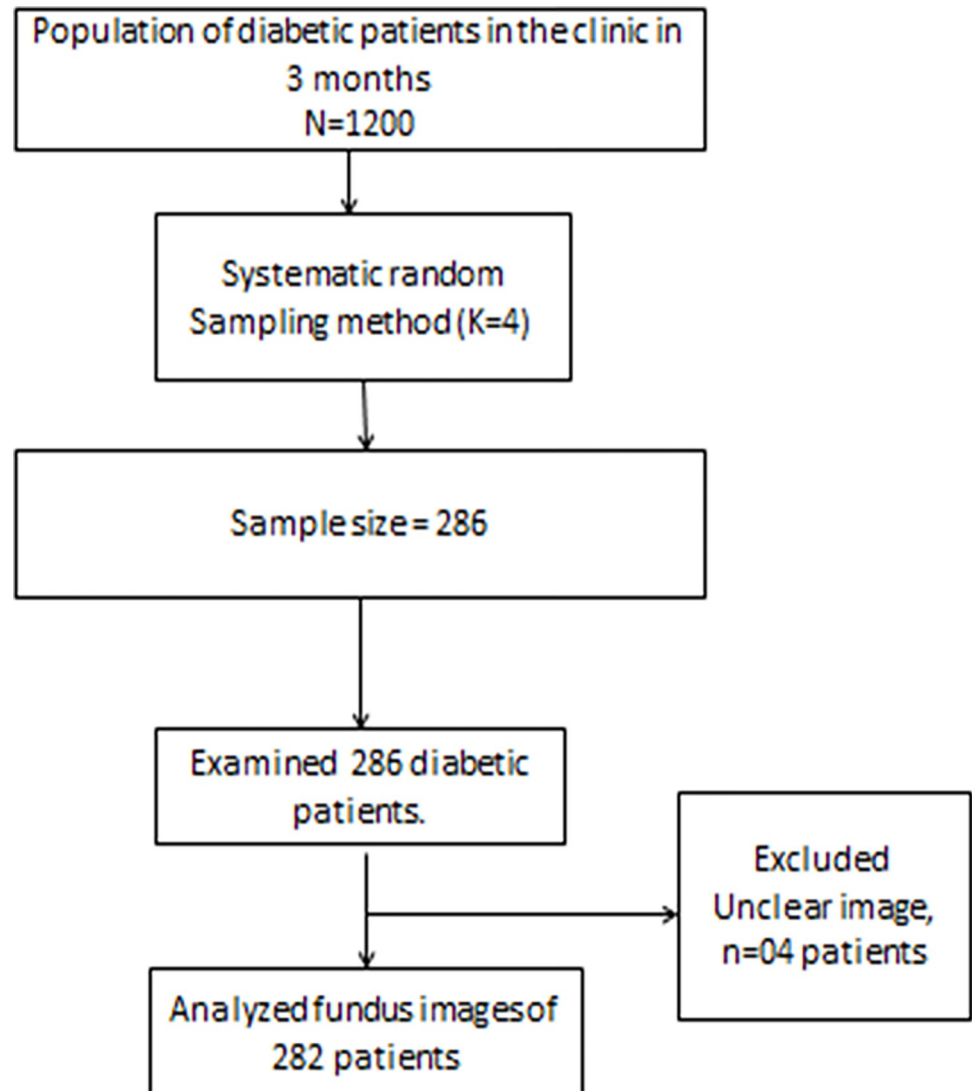 Population of diabetic patients in the clinic in
3 months
N=1200
Systematic random
Sampling method (K=4)
Sample size = 286
Examined 286 diabetic
patients.
Excluded
Unclear image,
n=04 patients
Analyzed fundus images of
282 patients